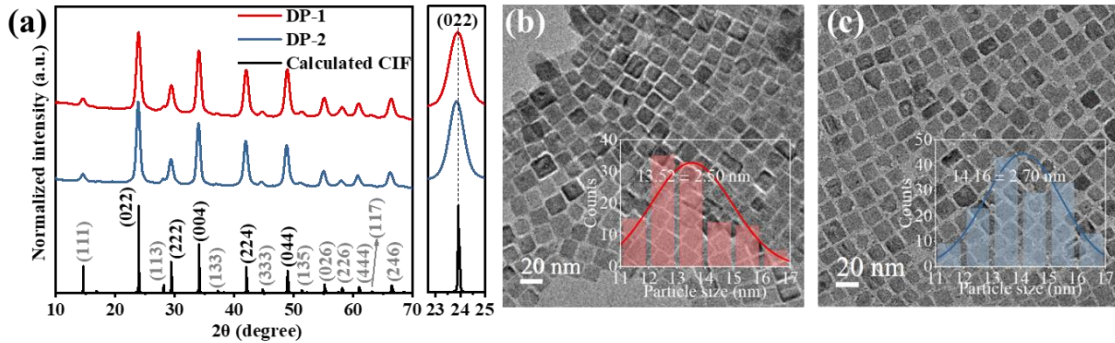 (a)
DP-1
DP-2
Calculated CIF
Normalized intensity (a.u.)
(111)
(022)
(113)
(222)
(004)
(133)
(224)
(333)
(044)
(135)
(026)
(226)
(444)
(117)
(246)
10 20 30 40 50 60 70
2θ (degree)
(022)
23 24 25
(b)
40
30
20
10
0
Counts
13.52 ± 2.50 nm
11 12 13 14 15 16 17
Particle size (nm)
20 nm
(c)
50
40
30
20
10
0
Counts
14.16 ± 2.70 nm
11 12 13 14 15 16 17
Particle size (nm)
20 nm